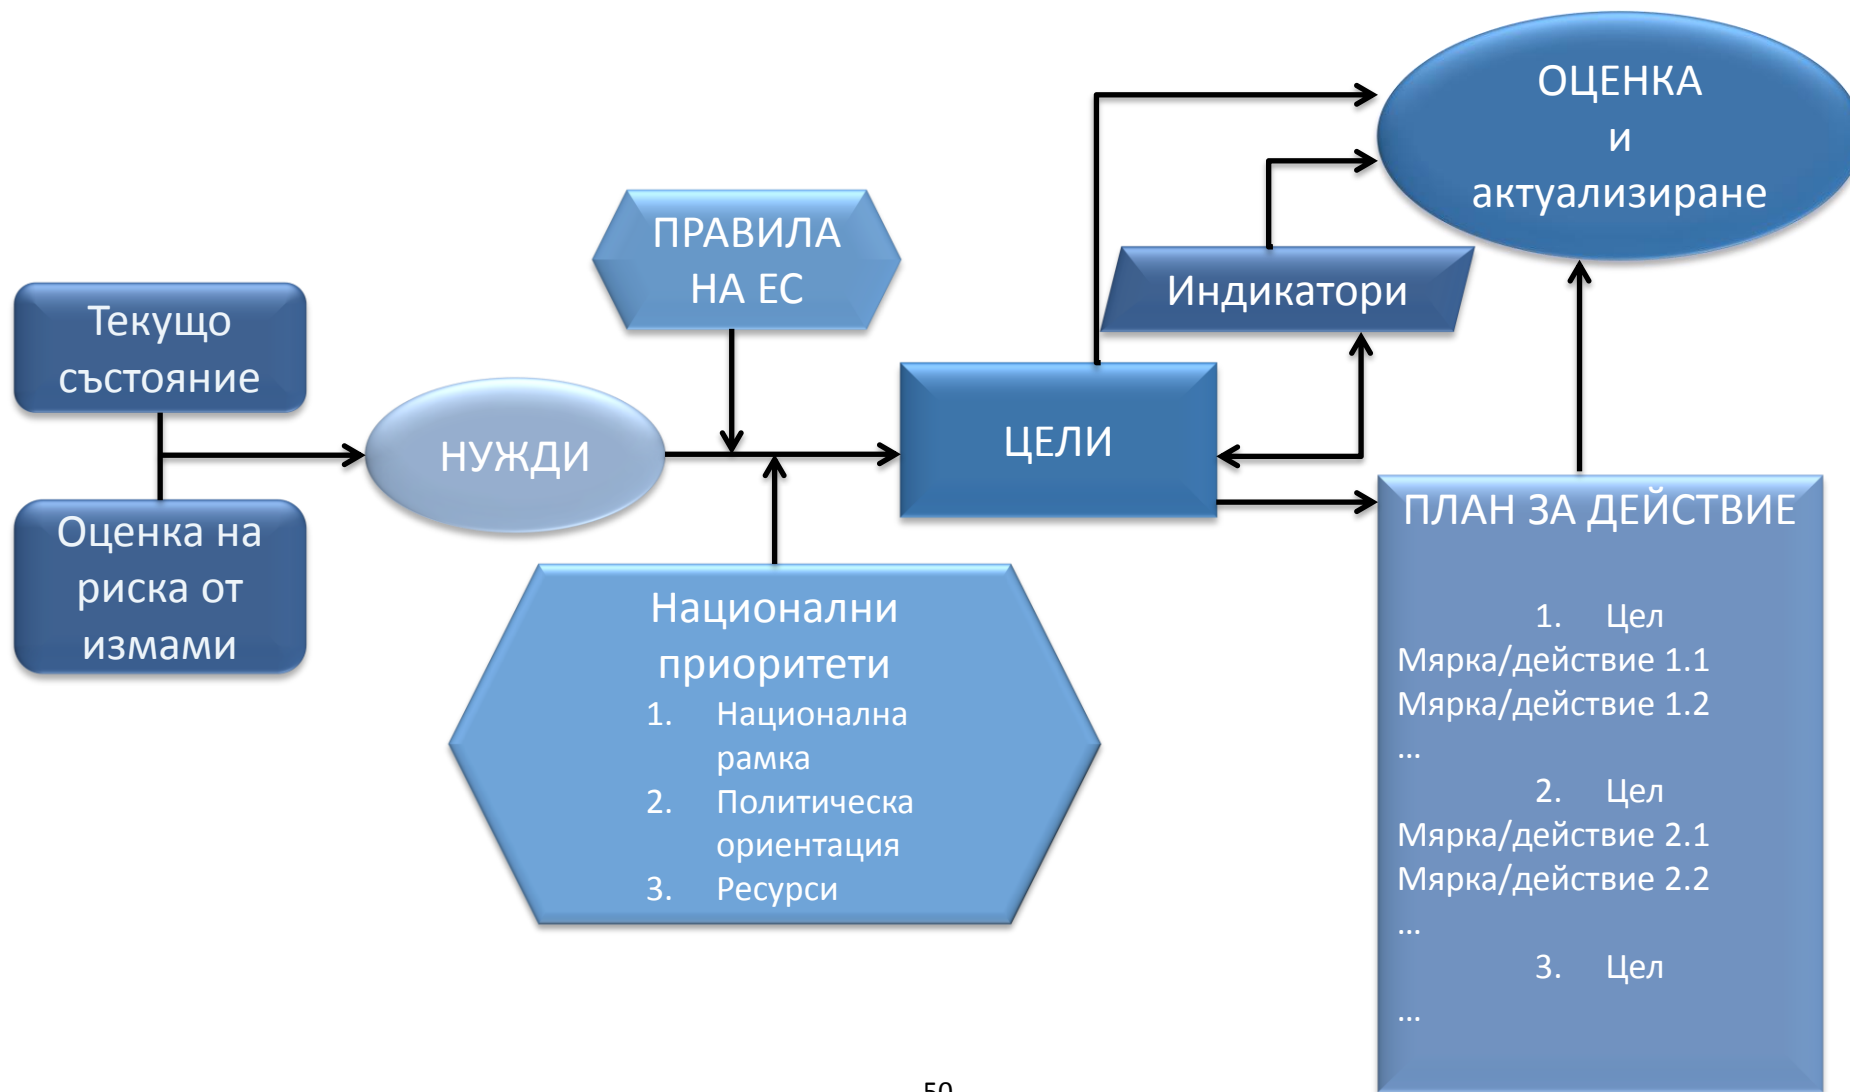 Текущо
състояние
Оценка на
риска от
измами
НУЖДИ
ПРАВИЛА
НА ЕС
Национални
приоритети
1. Национална
рамка
2. Политическа
ориентация
3. Ресурси
ЦЕЛИ
Индикатори
ОЦЕНКА
и
актуализиране
ПЛАН ЗА ДЕЙСТВИЕ
1. Цел
Мярка/действие 1.1
Мярка/действие 1.2
…
2. Цел
Мярка/действие 2.1
Мярка/действие 2.2
…
3. Цел
…
50